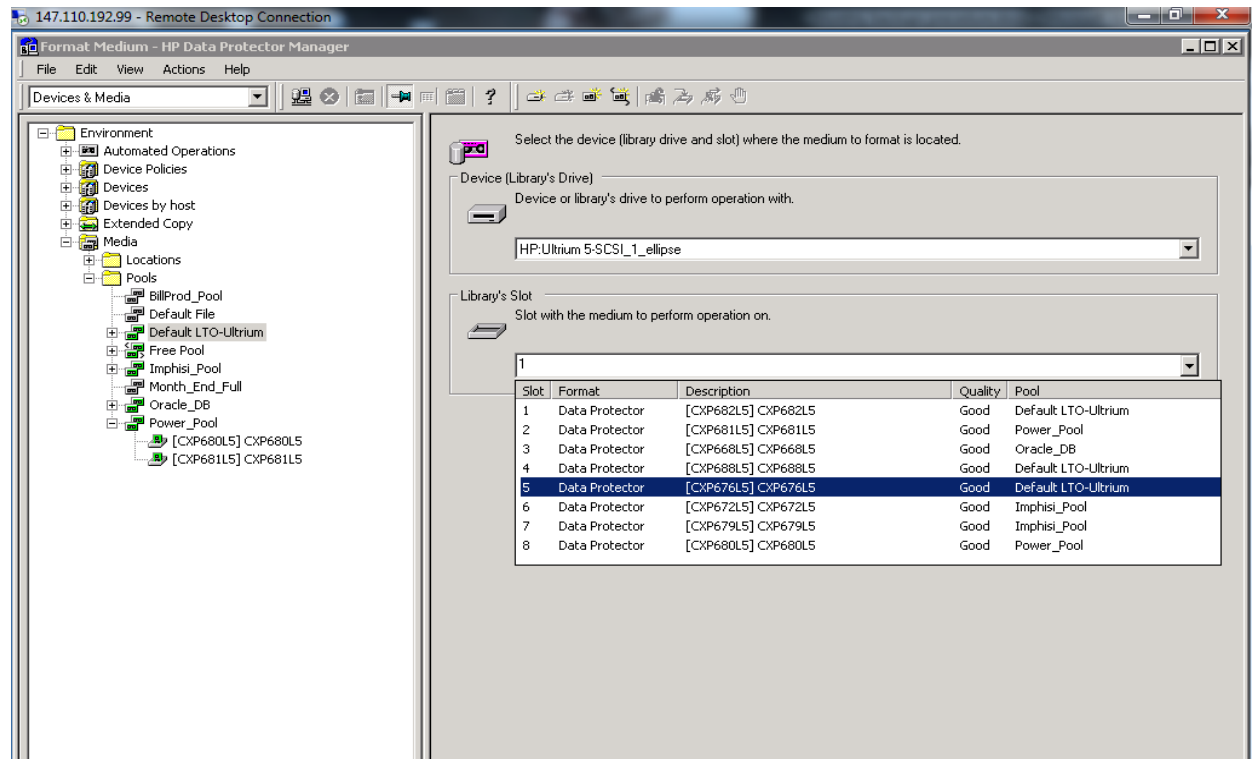 147.110.192.99 - Remote Desktop Connection
Format Medium - HP Data Protector Manager
File Edit View Actions Help
Devices & Media
Environment
Automated Operations
Device Policies
Devices
Devices by host
Extended Copy
Media
Locations
Pools
BillProd_Pool
Default File
Default LTO-Ultrium
Free Pool
Imphisi_Pool
Month_End_Full
Oracle_DB
Power_Pool
[CXP680L5] CXP680L5
[CXP681L5] CXP681L5
Select the device (library drive and slot) where the medium to format is located.
Device (Library's Drive)
Device or library's drive to perform operation with.
HP:Ultrium 5-SCSI_1_ellipse
Library's Slot
Slot with the medium to perform operation on.
1
Slot Format Description Quality Pool
1 Data Protector [CXP682L5] CXP682L5 Good Default LTO-Ultrium
2 Data Protector [CXP681L5] CXP681L5 Good Power_Pool
3 Data Protector [CXP668L5] CXP668L5 Good Oracle_DB
4 Data Protector [CXP688L5] CXP688L5 Good Default LTO-Ultrium
5 Data Protector [CXP676L5] CXP676L5 Good Default LTO-Ultrium
6 Data Protector [CXP672L5] CXP672L5 Good Imphisi_Pool
7 Data Protector [CXP679L5] CXP679L5 Good Imphisi_Pool
8 Data Protector [CXP680L5] CXP680L5 Good Power_Pool